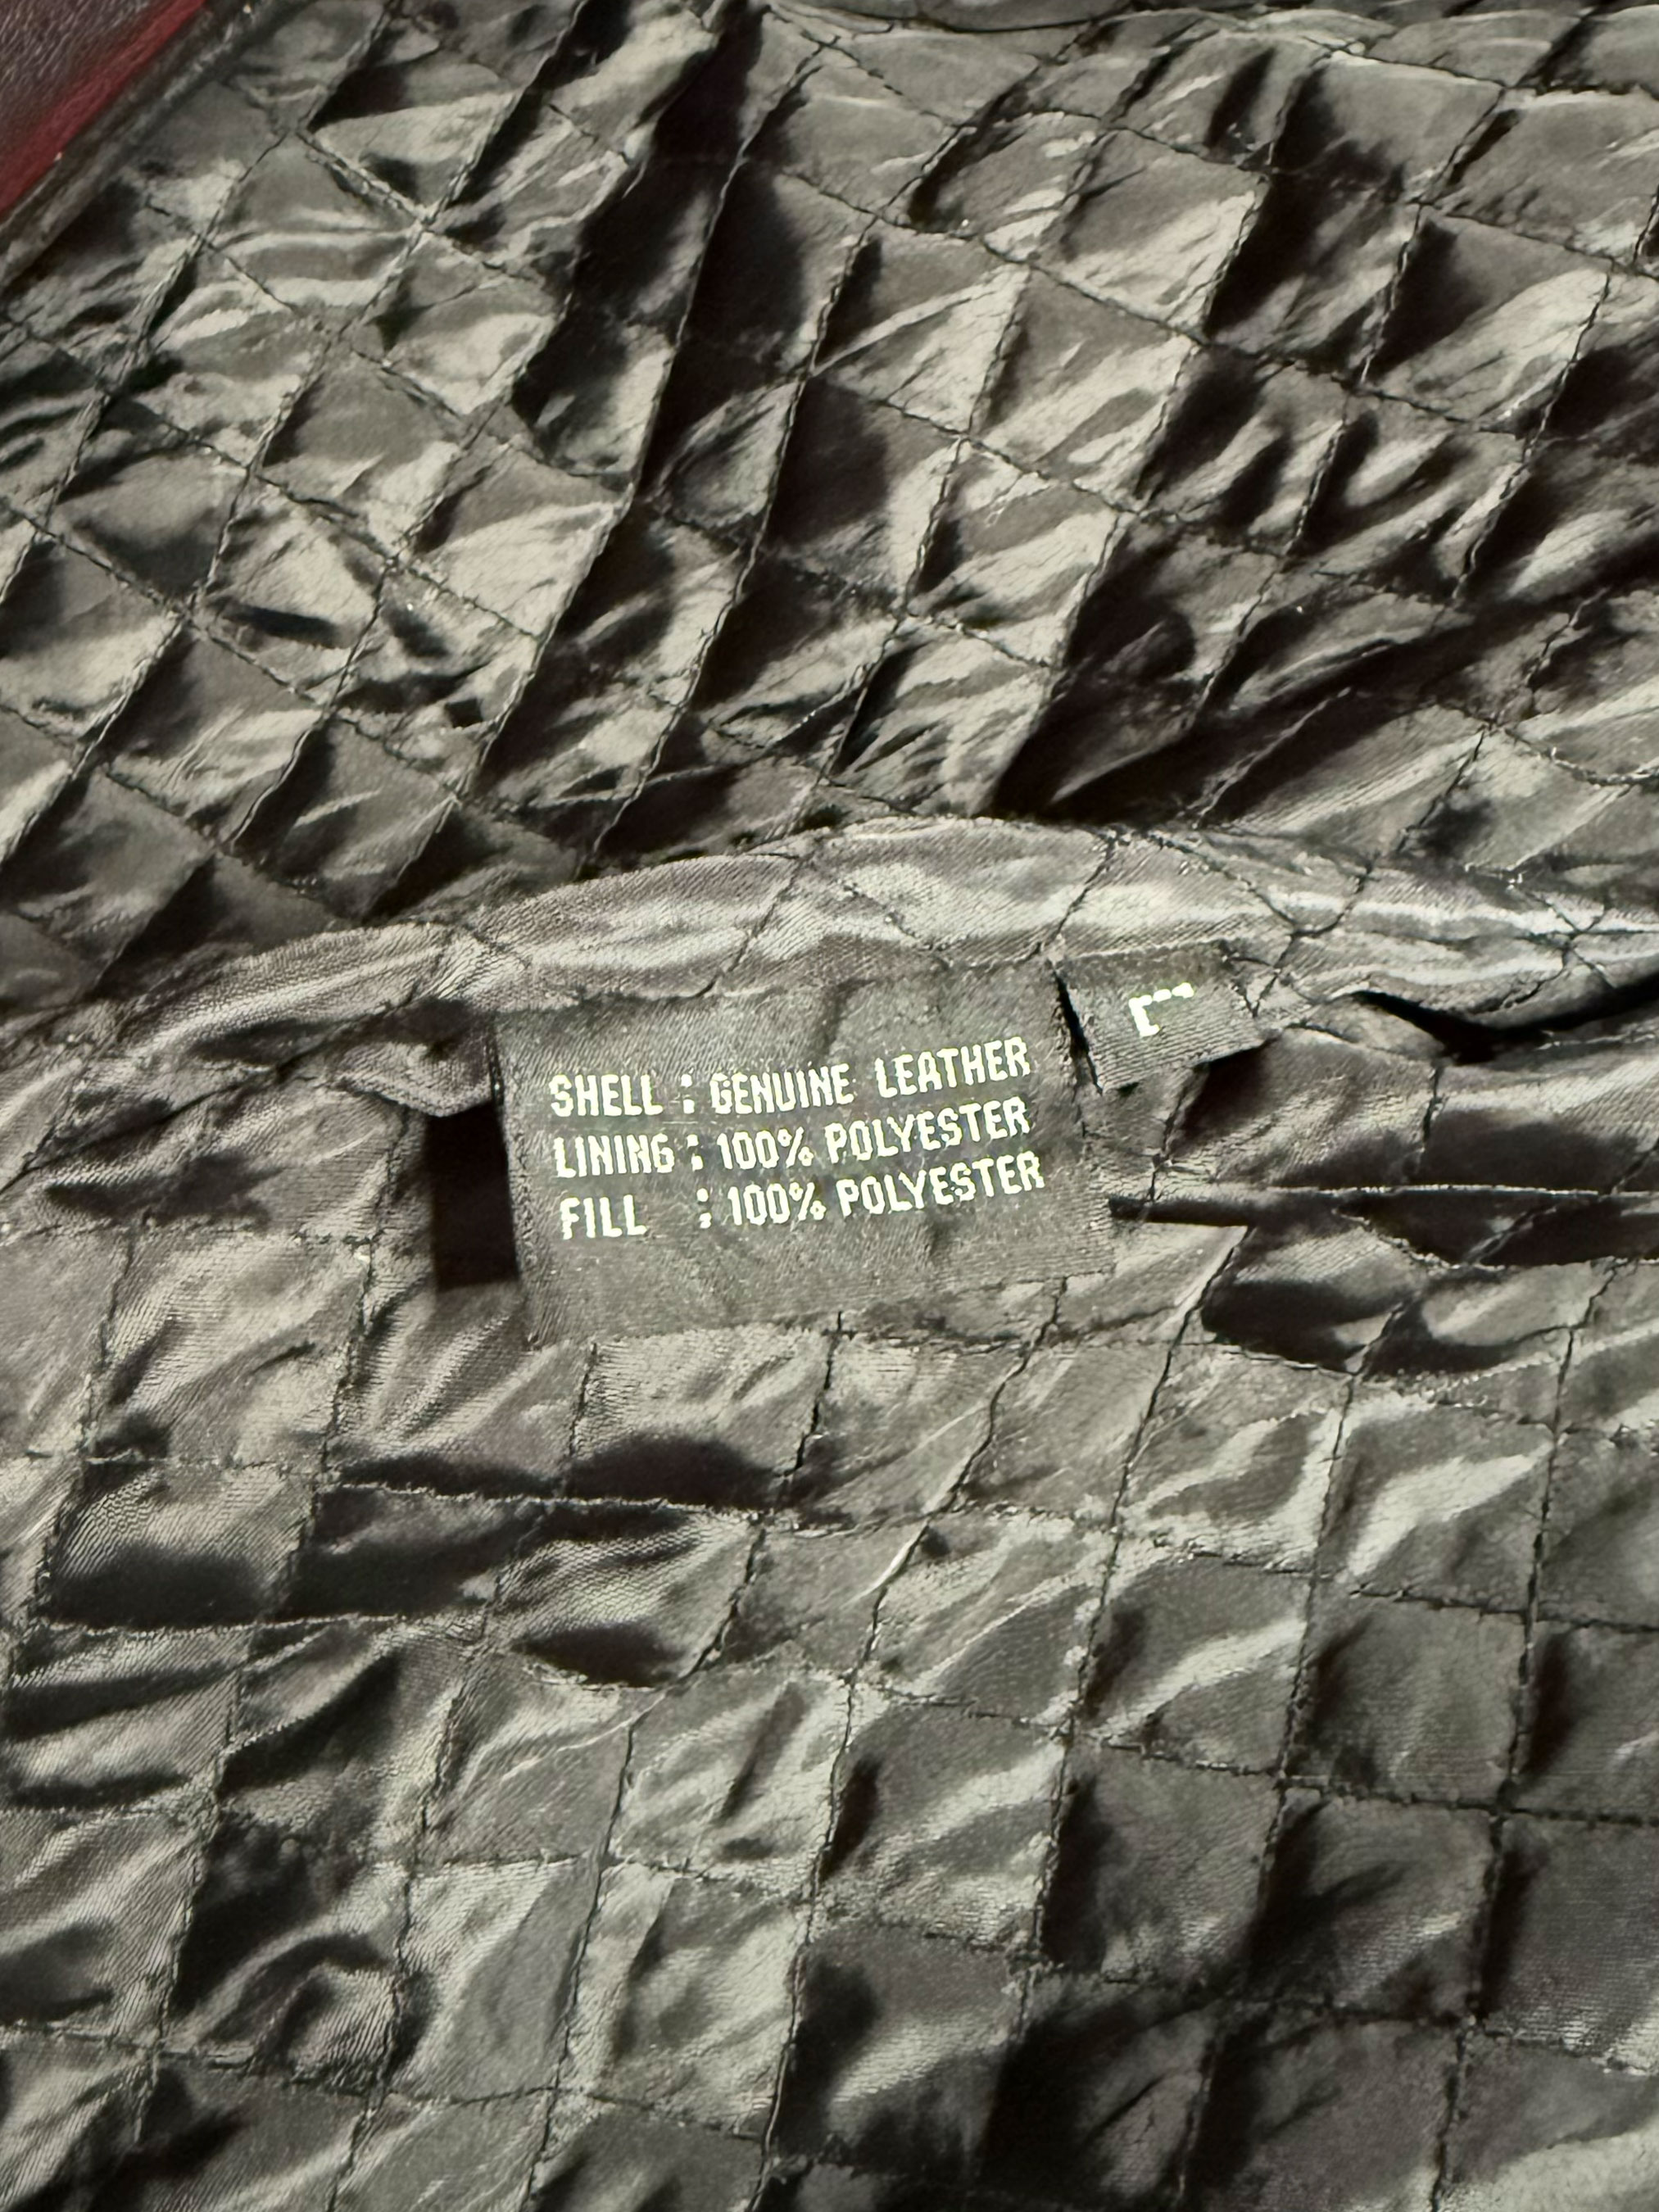 SHELL : GENUINE LEATHER
LINING : 100% POLYESTER
FILL : 100% POLYESTER
L